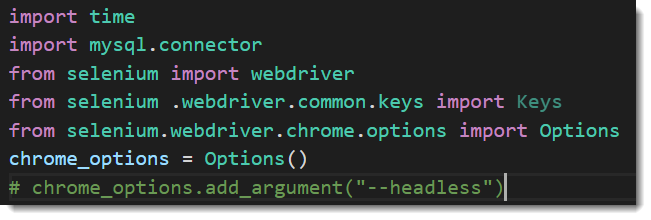 import time
import mysql.connector
from selenium import webdriver
from selenium .webdriver.common.keys import Keys
from selenium.webdriver.chrome.options import Options
chrome_options = Options()
# chrome_options.add_argument("--headless")